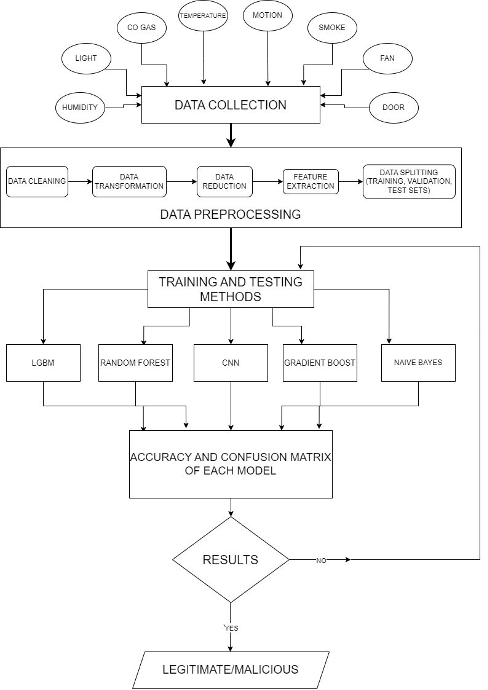 CO GAS
TEMPERATURE
MOTION
SMOKE
LIGHT
FAN
HUMIDITY
DATA COLLECTION
DOOR
DATA CLEANING
DATA
TRANSFORMATION
DATA
REDUCTION
FEATURE
EXTRACTION
DATA SPLITTING
(TRAINING, VALIDATION,
TEST SETS)
DATA PREPROCESSING
TRAINING AND TESTING
METHODS
LGBM
RANDOM FOREST
CNN
GRADIENT BOOST
NAIVE BAYES
ACCURACY AND CONFUSION MATRIX
OF EACH MODEL
RESULTS
NO
YES
LEGITIMATE/MALICIOUS